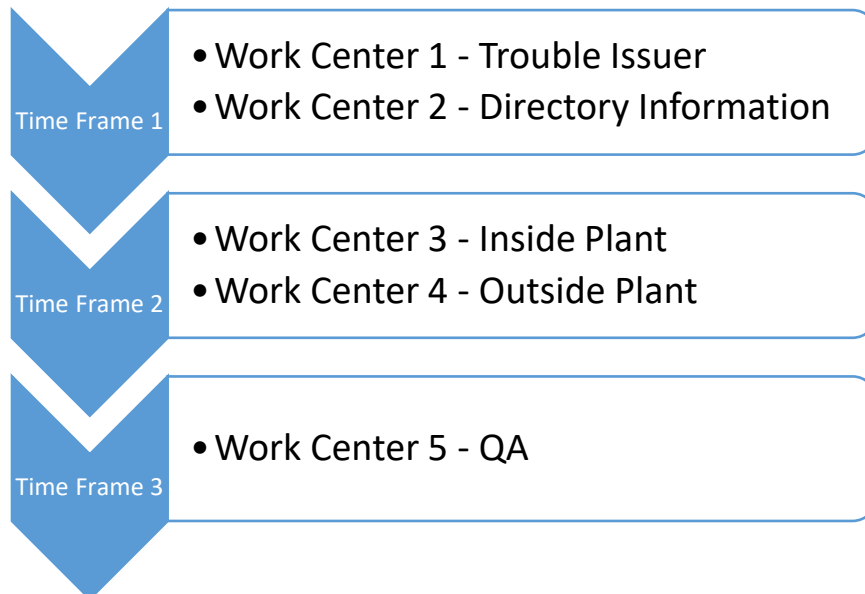 Time Frame 1
• Work Center 1 - Trouble Issuer
• Work Center 2 - Directory Information
Time Frame 2
• Work Center 3 - Inside Plant
• Work Center 4 - Outside Plant
Time Frame 3
• Work Center 5 - QA